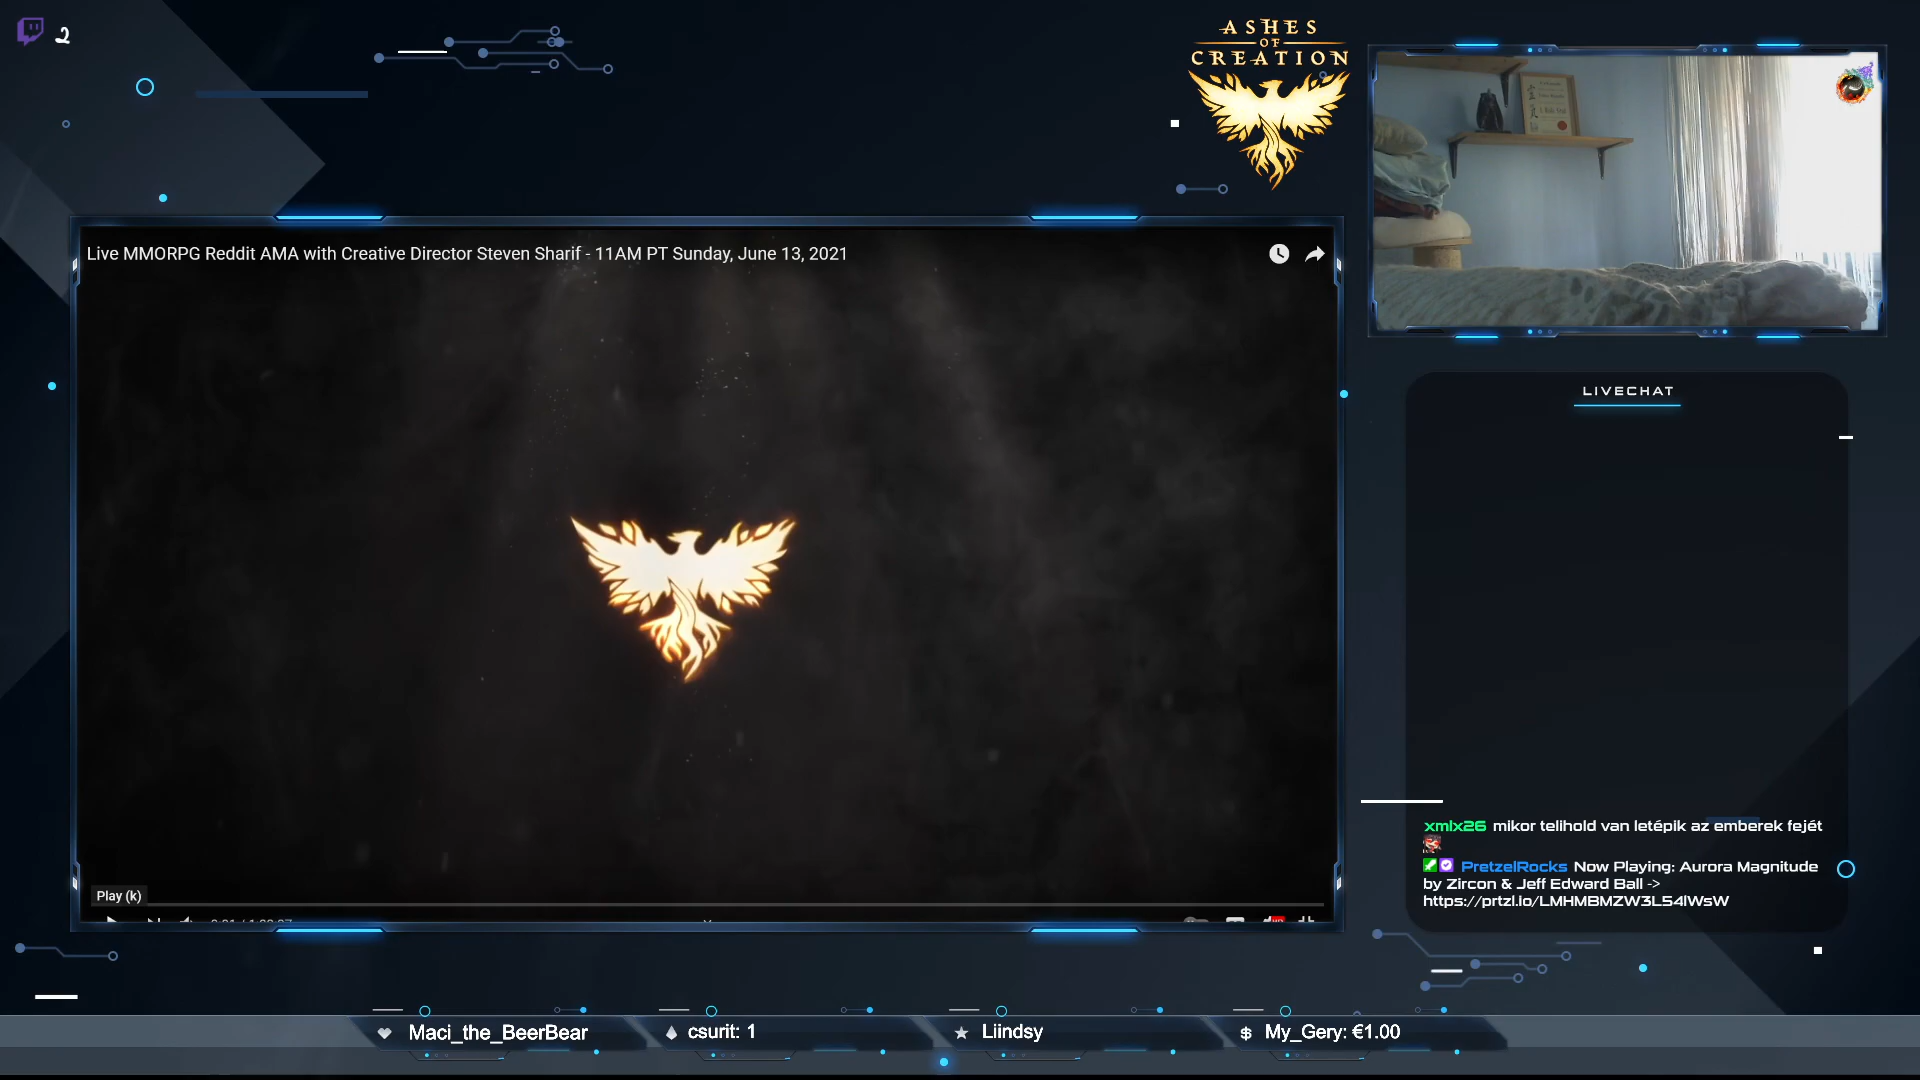 2
ASHES
OF
CREATION
Live MMORPG Reddit AMA with Creative Director Steven Sharif - 11AM PT Sunday, June 13, 2021
LIVECHAT
xmlx26 mikor telihold van letépik az emberek fejét
PretzelRocks Now Playing: Aurora Magnitude
by Zircon & Jeff Edward Ball ->
https://prtzl.io/LMHMBMZW3L54lWsW
Play (k)
Maci_the_BeerBear
csurit: 1
Liindsy
My_Gery: €1.00